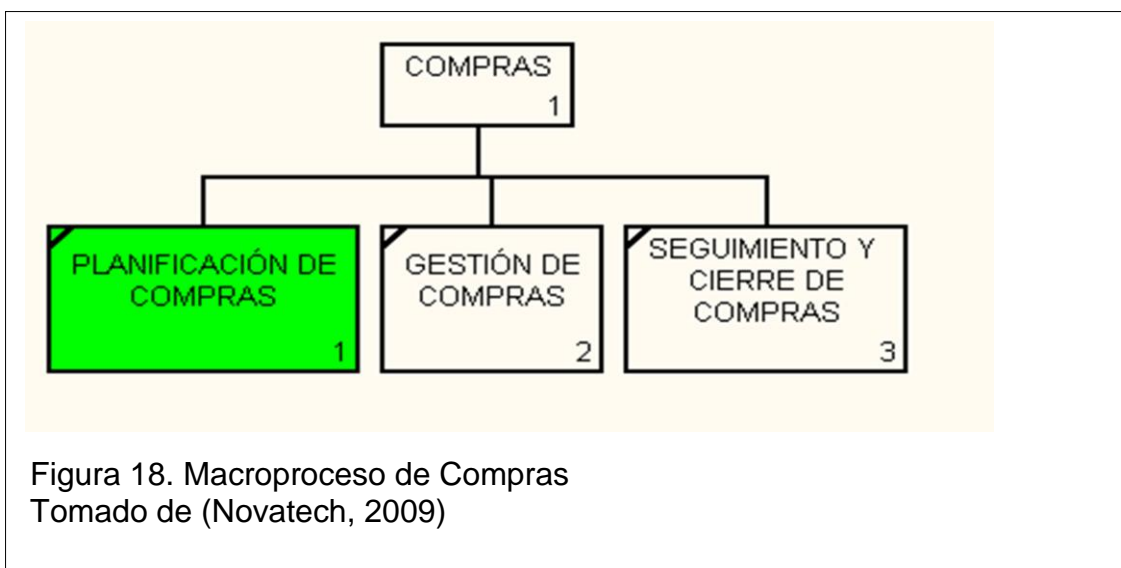 COMPRAS
1
PLANIFICACIÓN DE
COMPRAS
1
GESTIÓN DE
COMPRAS
2
SEGUIMIENTO Y
CIERRE DE
COMPRAS
3
Figura 18. Macroproceso de Compras
Tomado de (Novatech, 2009)